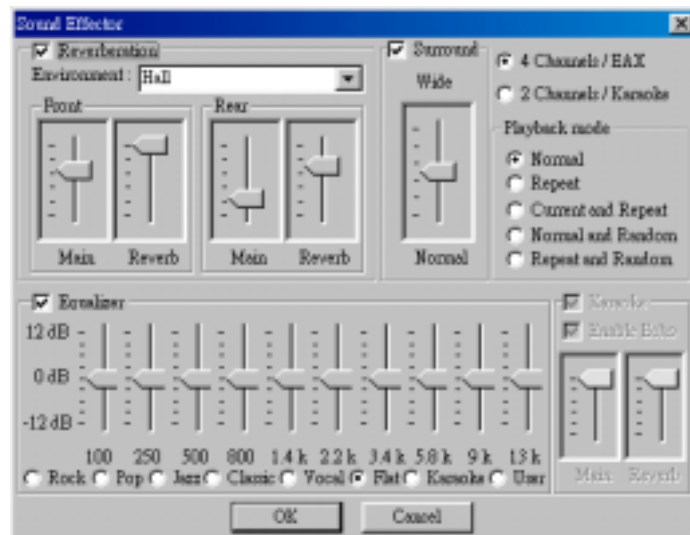 Sound Effector
Reverberation
Environment : Hall
Front
Main Reverb
Rear
Main Reverb
Surround
Wide
Normal
4 Channels / EAX
2 Channels / Karaoke
Playback mode
Normal
Repeat
Current and Repeat
Normal and Random
Repeat and Random
Equalizer
12 dB
0 dB
-12 dB
100 250 500 800 1.4 k 2.2 k 3.4 k 5.8 k 9 k 13 k
Rock Pop Jazz Classic Vocal Flat Karaoke User
Karaoke
Enable Echo
Main Reverb
OK Cancel